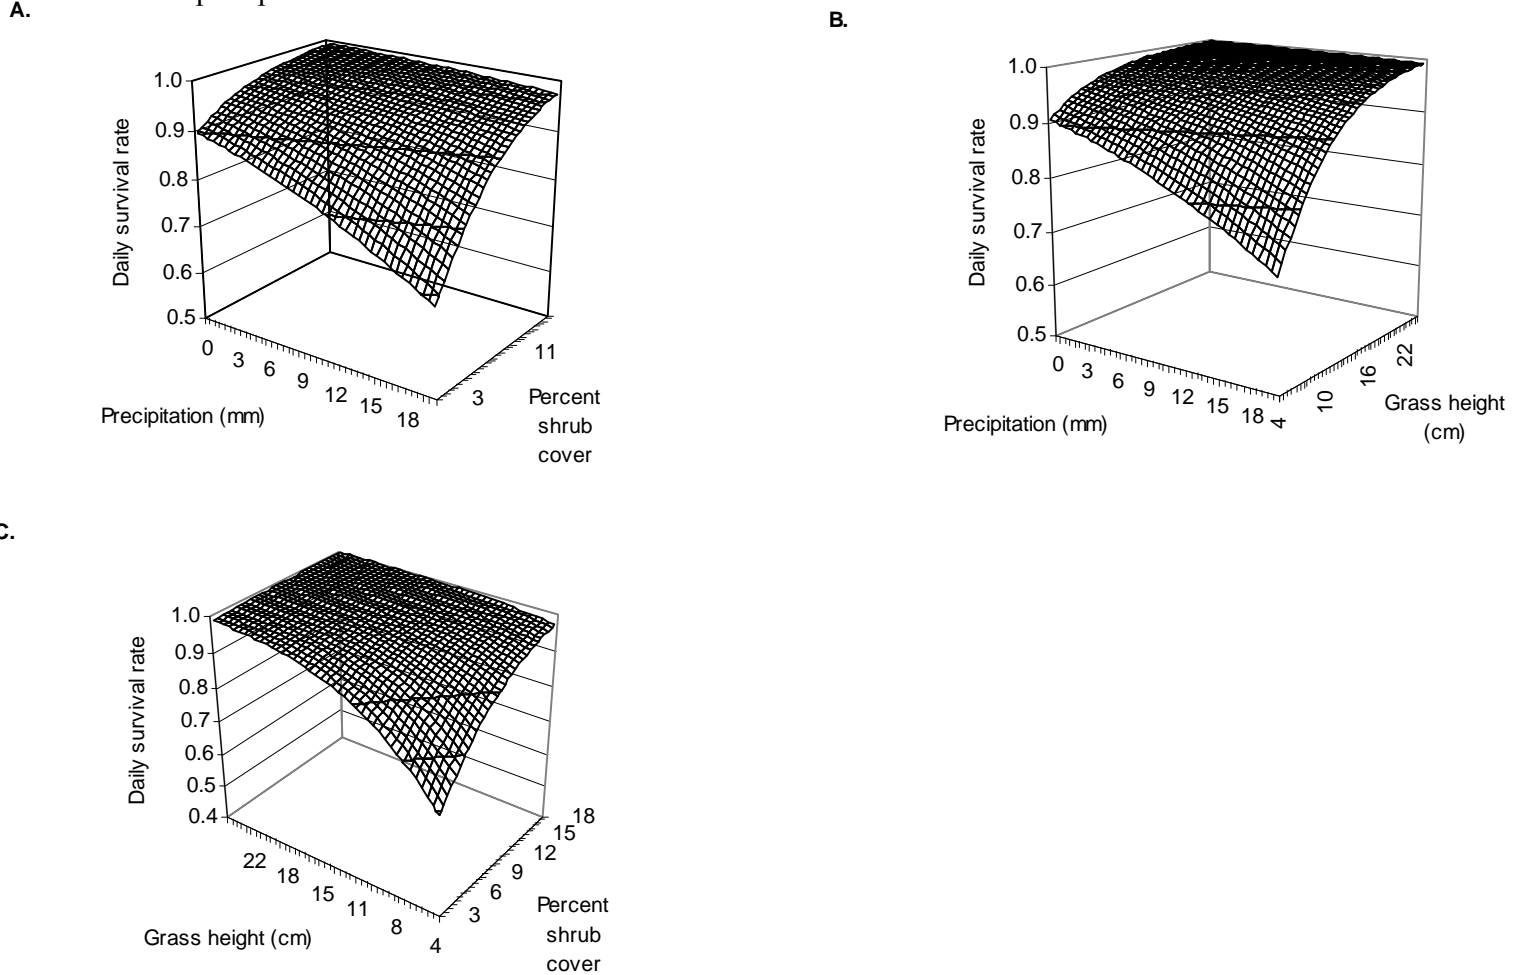 A.
B.
1.0
0.9
0.8
0.7
0.6
0.5
Daily survival rate
0 3 6 9 12 15 18
Precipitation (mm)
3 11
Percent
shrub
cover
1.0
0.9
0.8
0.7
0.6
0.5
Daily survival rate
0 3 6 9 12 15 18
Precipitation (mm)
4 10 16 22
Grass height
(cm)
C.
1.0
0.9
0.8
0.7
0.6
0.5
0.4
Daily survival rate
22 18 15 11 8 4
Grass height (cm)
3 6 9 12 15 18
Percent
shrub
cover